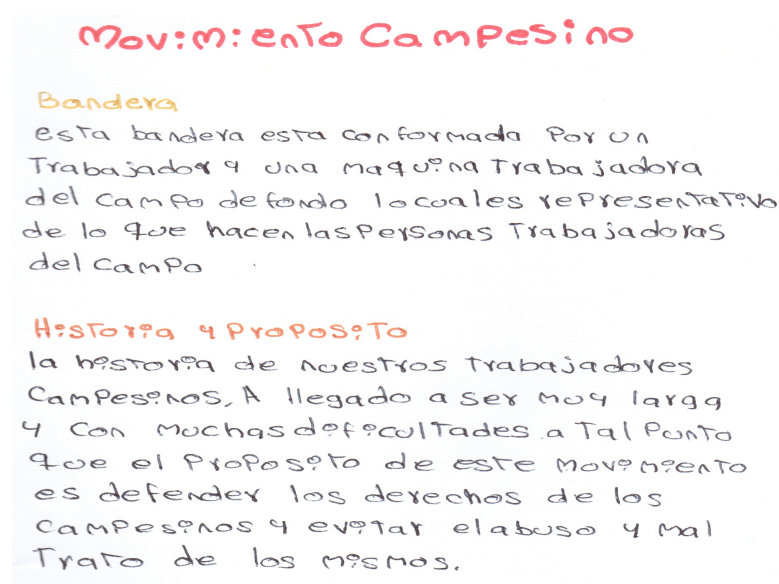 Movimiento Campesino
Bandera
esta bandera esta conformada Por un
Trabajador y una maquina Trabajadora
del campo de fondo lo cual es rePresentativo
de lo que hacen las Personas Trabajadoras
del Campo
Historia y ProPosito
la historia de nuestros trabajadores
CamPesinos, A llegado a ser muy larga
y con muchas dificultades a Tal Punto
que el ProPosito de este movimiento
es defender los derechos de los
CamPesinos y evitar el abuso y mal
Trato de los mismos.